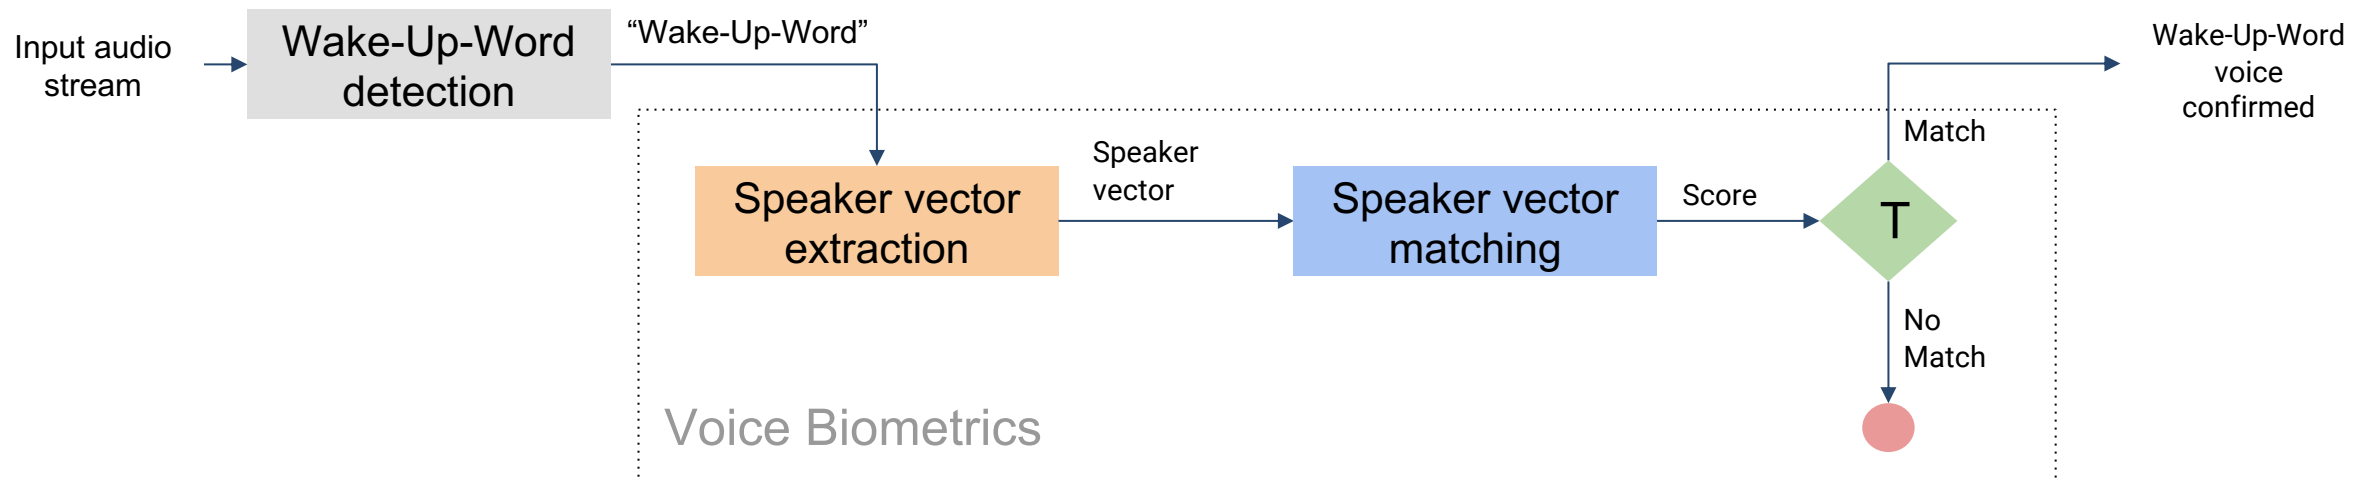 Input audio
stream
Wake-Up-Word
detection
“Wake-Up-Word”
Speaker vector
extraction
Speaker
vector
Speaker vector
matching
Score
T
Match
Wake-Up-Word
voice
confirmed
No
Match
Voice Biometrics